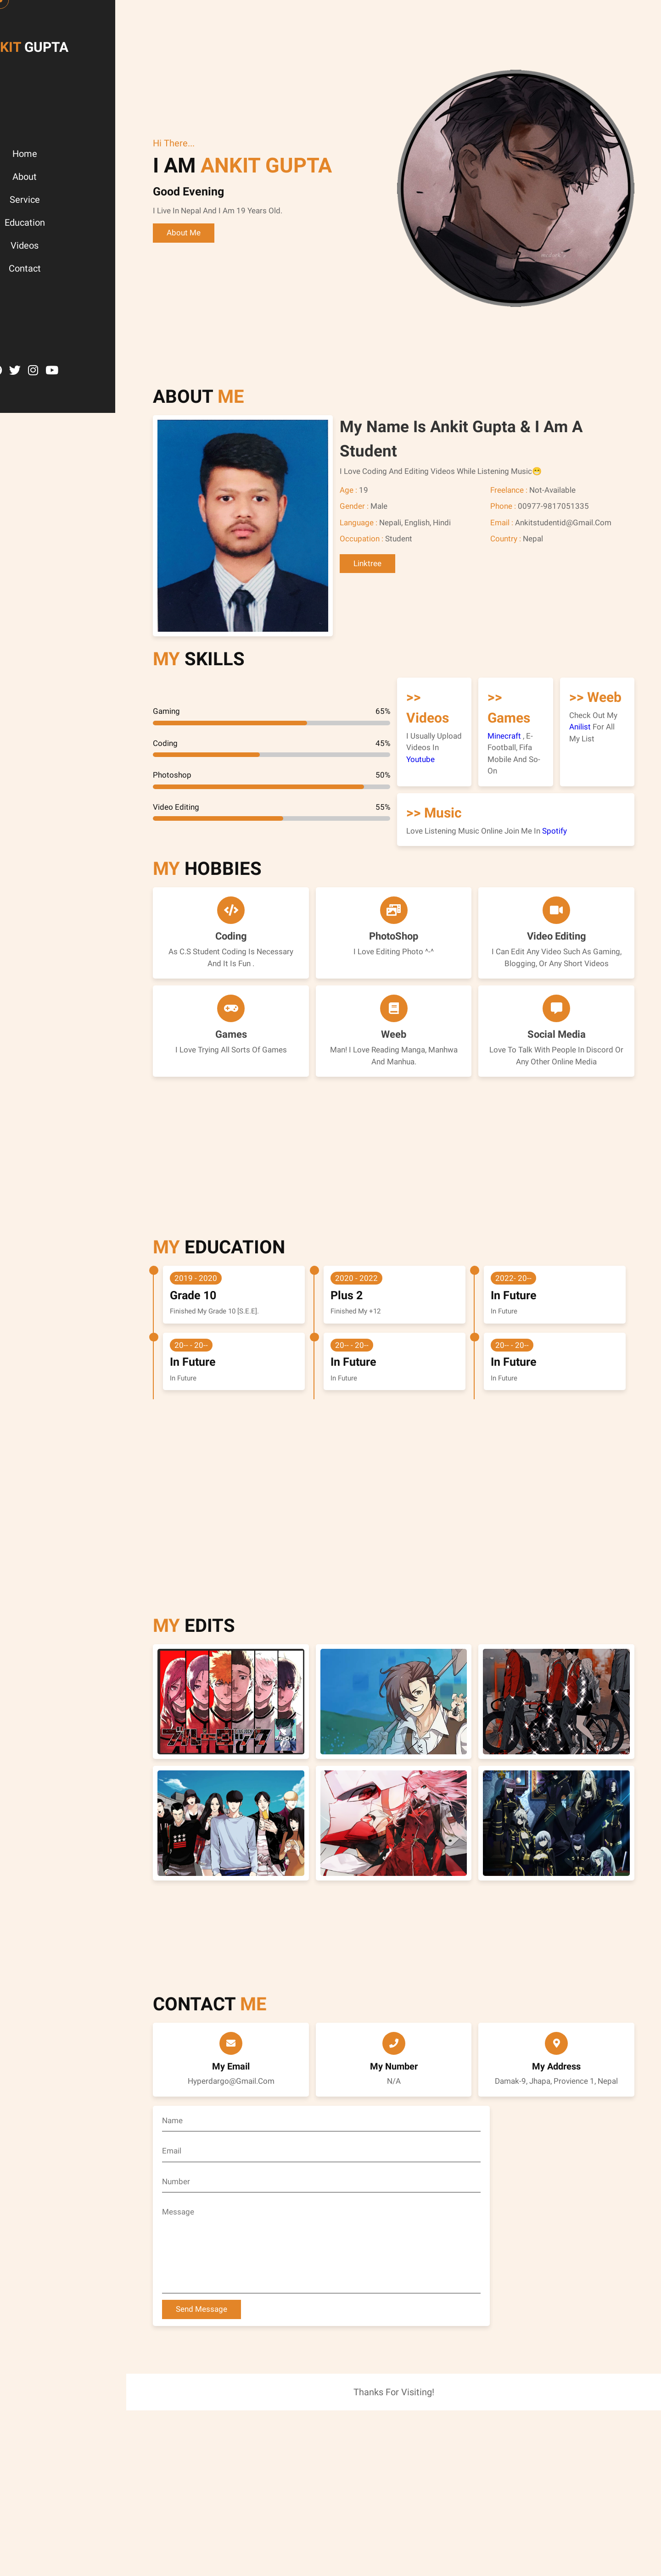 KIT GUPTA
Home
About
Service
Education
Videos
Contact
Hi There...
I AM ANKIT GUPTA
Good Evening
I Live In Nepal And I Am 19 Years Old.
About Me
ABOUT ME
My Name Is Ankit Gupta & I Am A
Student
I Love Coding And Editing Videos While Listening Music😁
Age : 19
Freelance : Not-Available
Gender : Male
Phone : 00977-9817051335
Language : Nepali, English, Hindi
Email : Ankitstudentid@Gmail.Com
Occupation : Student
Country : Nepal
Linktree
MY SKILLS
Gaming 65%
Coding 45%
Photoshop 50%
Video Editing 55%
>>
Videos
I Usually Upload
Videos In
Youtube
>>
Games
Minecraft , E-
Football, Fifa
Mobile And So-
On
>> Weeb
Check Out My
Anilist For All
My List
>> Music
Love Listening Music Online Join Me In Spotify
MY HOBBIES
Coding
As C.S Student Coding Is Necessary
And It Is Fun .
PhotoShop
I Love Editing Photo ^-^
Video Editing
I Can Edit Any Video Such As Gaming,
Blogging, Or Any Short Videos
Games
I Love Trying All Sorts Of Games
Weeb
Man! I Love Reading Manga, Manhwa
And Manhua.
Social Media
Love To Talk With People In Discord Or
Any Other Online Media
MY EDUCATION
2019 - 2020
Grade 10
Finished My Grade 10 [S.E.E].
2020 - 2022
Plus 2
Finished My +12
2022- 20--
In Future
In Future
20-- - 20--
In Future
In Future
20-- - 20--
In Future
In Future
20-- - 20--
In Future
In Future
MY EDITS
CONTACT ME
My Email
Hyperdargo@Gmail.Com
My Number
N/A
My Address
Damak-9, Jhapa, Provience 1, Nepal
Name
Email
Number
Message
Send Message
Thanks For Visiting!